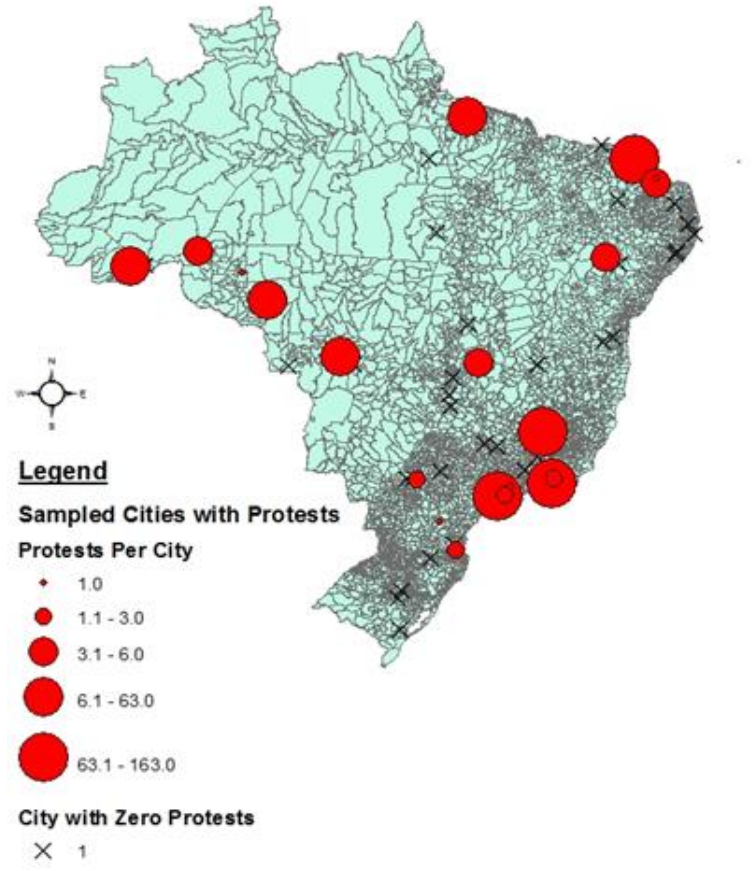 N
W E
S
Legend
Sampled Cities with Protests
Protests Per City
1.0
1.1 - 3.0
3.1 - 6.0
6.1 - 63.0
63.1 - 163.0
City with Zero Protests
1